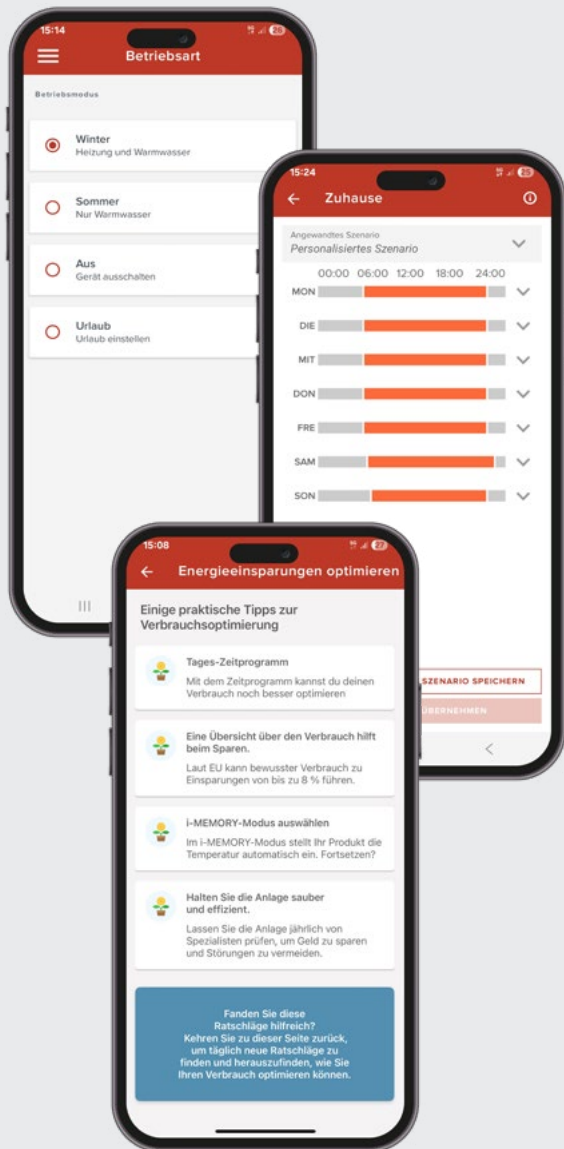 15:14
26
Betriebsart
Betriebsmodus
Winter
Heizung und Warmwasser
Sommer
Nur Warmwasser
Aus
Gerät ausschalten
Urlaub
Urlaub einstellen
15:24
25
Zuhause
Angewandtes Szenario
Personalisiertes Szenario
00:00 06:00 12:00 18:00 24:00
MON
DIE
MIT
DON
FRE
SAM
SON
SZENARIO SPEICHERN
ÜBERNEHMEN
15:08
27
Energieeinsparungen optimieren
Einige praktische Tipps zur
Verbrauchsoptimierung
Tages-Zeitprogramm
Mit dem Zeitprogramm kannst du deinen
Verbrauch noch besser optimieren
Eine Übersicht über den Verbrauch hilft
beim Sparen.
Laut EU kann bewusster Verbrauch zu
Einsparungen von bis zu 8 % führen.
i-MEMORY-Modus auswählen
Im i-MEMORY-Modus stellt Ihr Produkt die
Temperatur automatisch ein. Fortsetzen?
Halten Sie die Anlage sauber
und effizient.
Lassen Sie die Anlage jährlich von
Spezialisten prüfen, um Geld zu sparen
und Störungen zu vermeiden.
Fanden Sie diese
Ratschläge hilfreich?
Kehren Sie zu dieser Seite zurück,
um täglich neue Ratschläge zu
finden und herauszufinden, wie Sie
Ihren Verbrauch optimieren können.